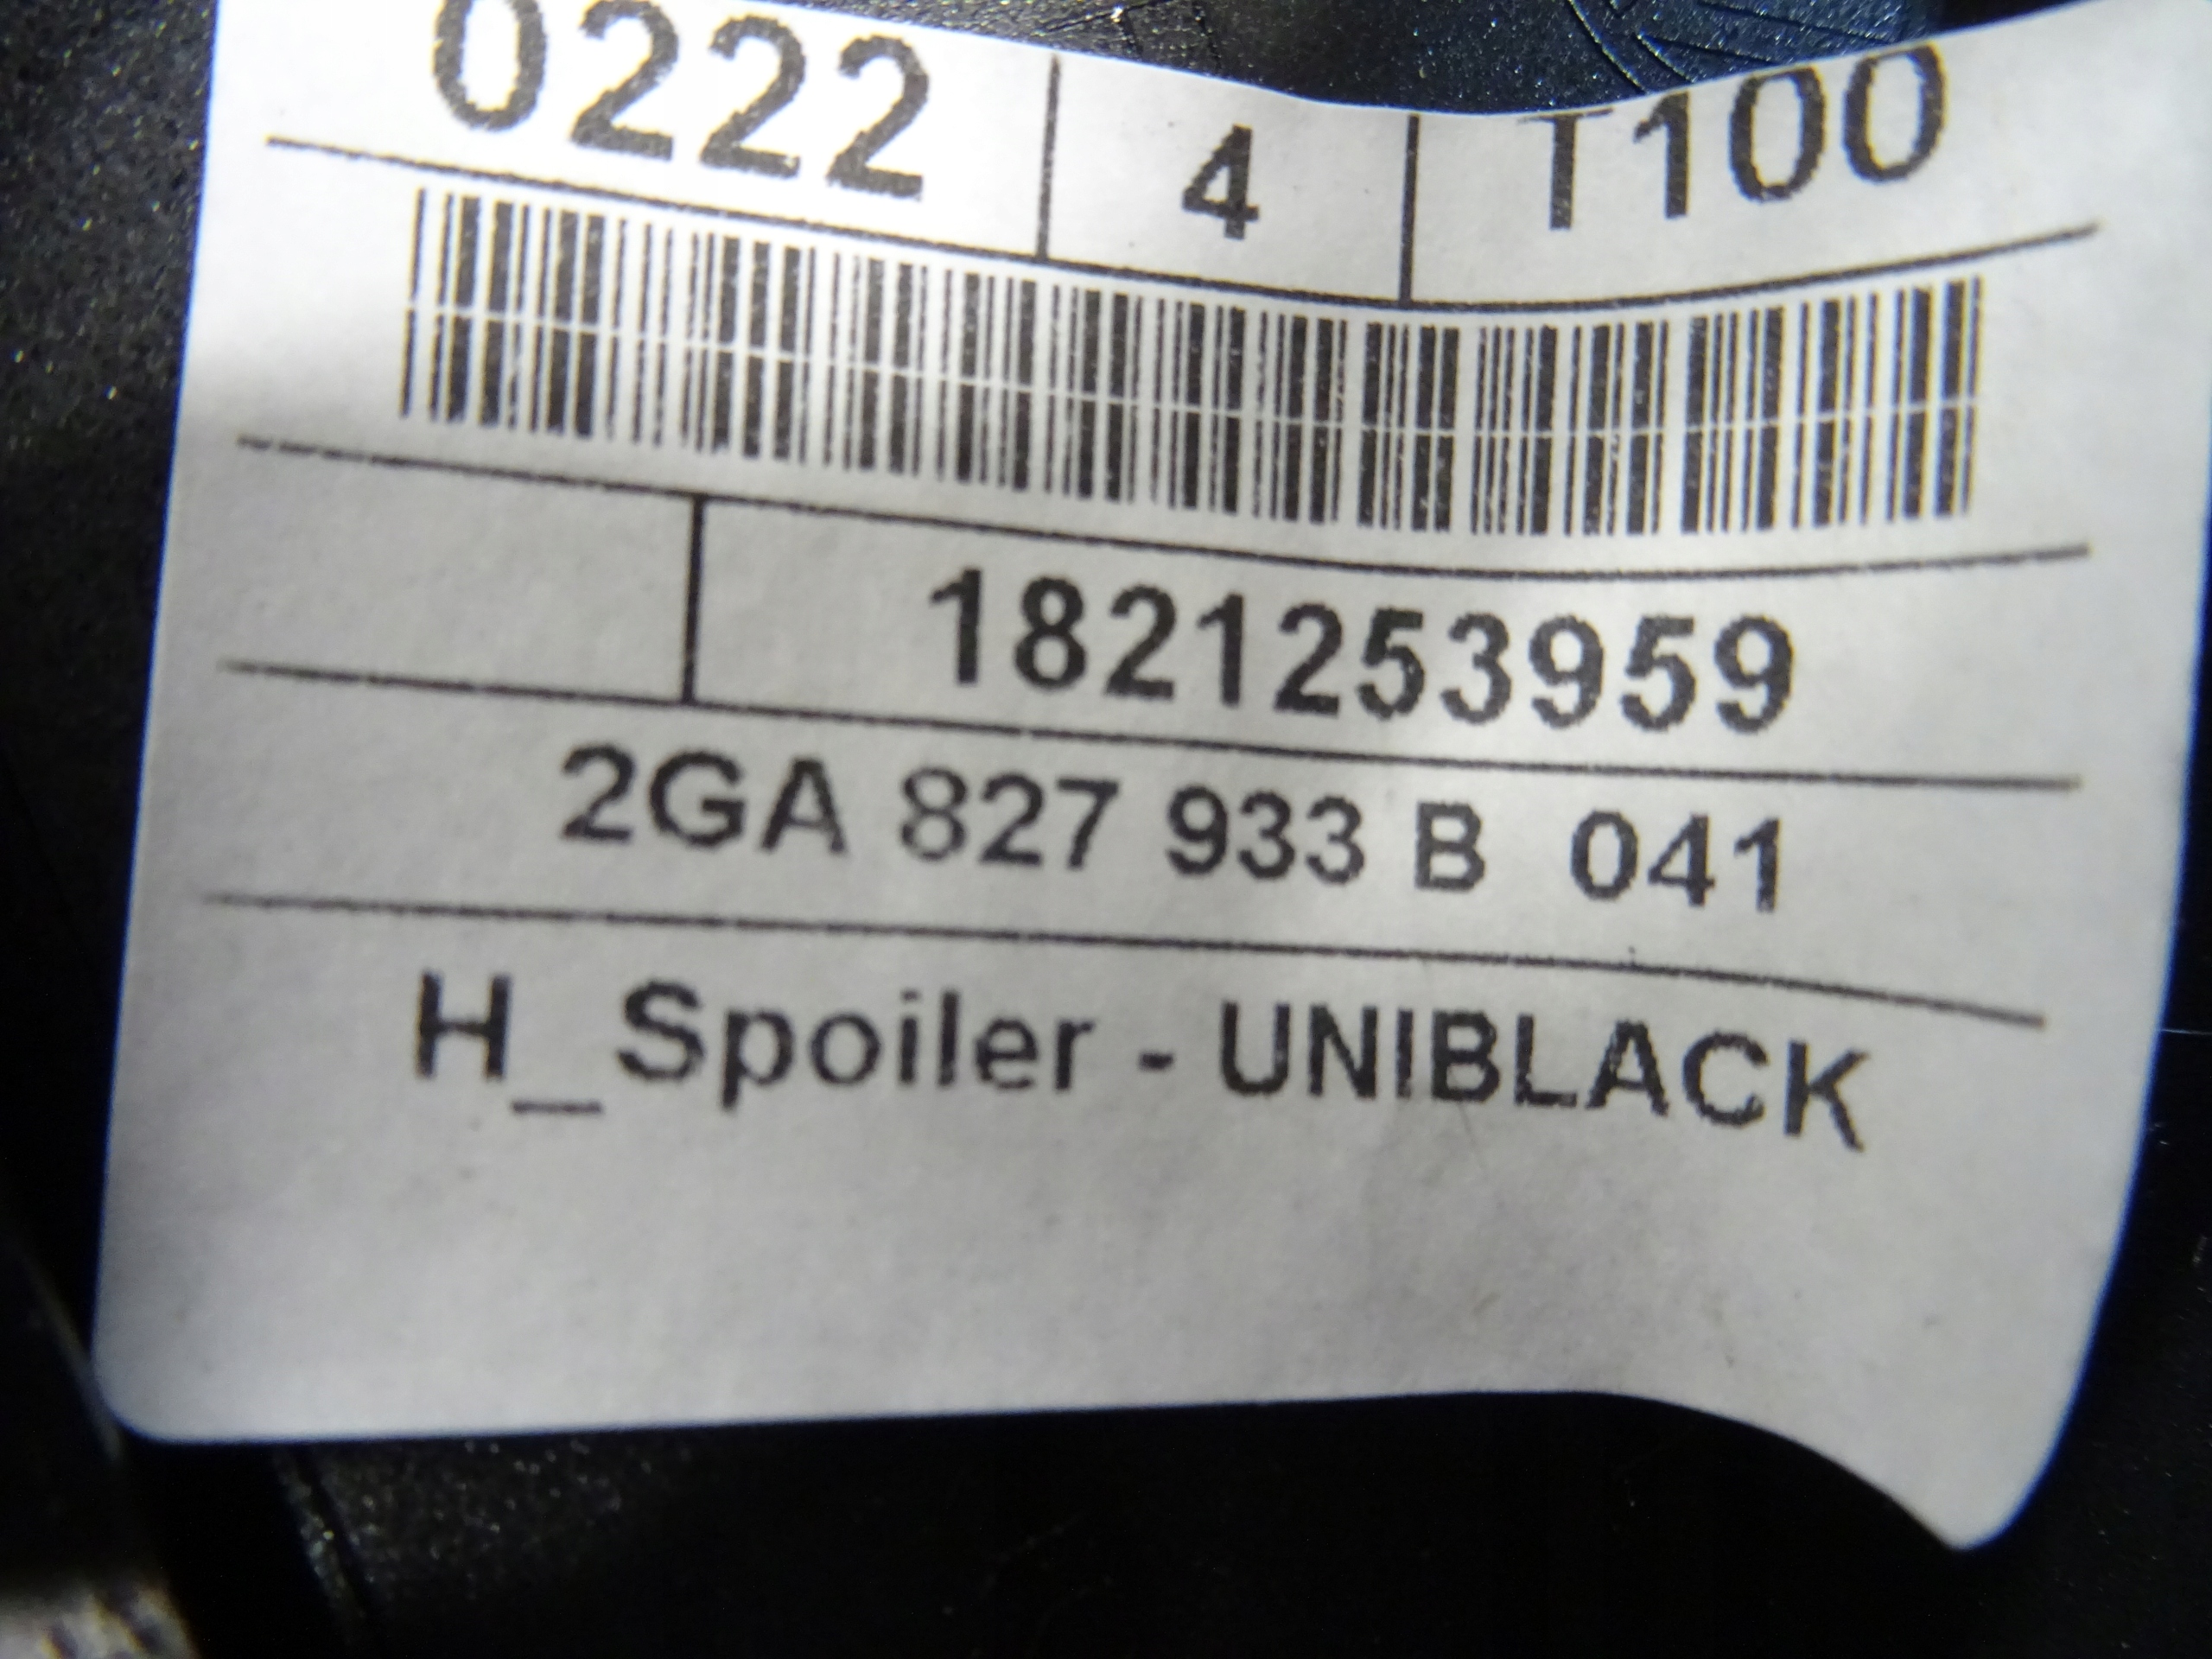 0222 4 T100
1821253959
2GA 827 933 B 041
H_Spoiler - UNIBLACK